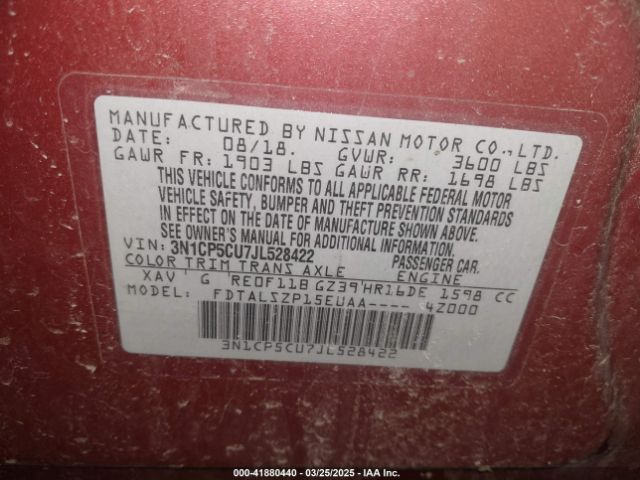 MANUFACTURED BY NISSAN MOTOR CO.,LTD.
DATE: 08/18. GVWR: 3600 LBS
GAWR FR: 1903 LBS GAWR RR: 1698 LBS
THIS VEHICLE CONFORMS TO ALL APPLICABLE FEDERAL MOTOR
VEHICLE SAFETY, BUMPER AND THEFT PREVENTION STANDARDS
IN EFFECT ON THE DATE OF MANUFACTURE SHOWN ABOVE.
SEE OWNER'S MANUAL FOR ADDITIONAL INFORMATION
VIN: 3N1CP5CU7JL528422 PASSENGER CAR.
COLOR TRIM TRANS AXLE ENGINE
XAV' G RE0F11B GZ39'HR16DE 1598 CC
FDTALSZP15EUAA---- 4Z000
3N1CP5CU7JL528422
000-41880440 • 03/25/2025 • IAA Inc.